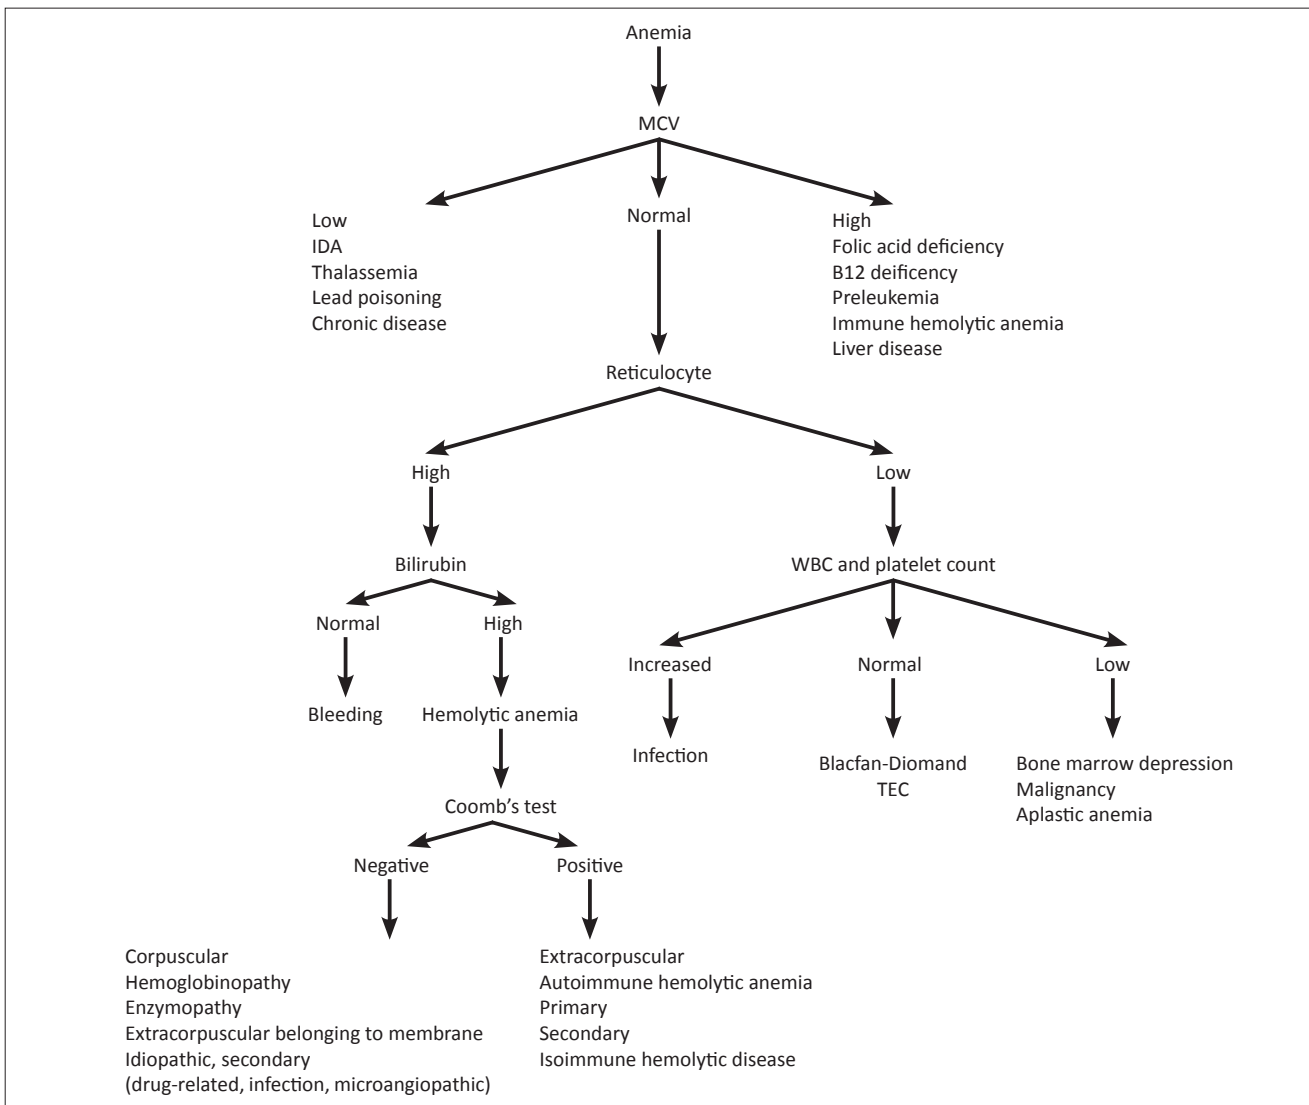 Anemia
MCV
Low
IDA
Thalassemia
Lead poisoning
Chronic disease
Normal
High
Folic acid deficiency
B12 deificency
Preleukemia
Immune hemolytic anemia
Liver disease
Reticulocyte
High
Low
Bilirubin
WBC and platelet count
Normal
High
Increased
Normal
Low
Bleeding
Hemolytic anemia
Infection
Blacfan-Diomand
TEC
Bone marrow depression
Malignancy
Aplastic anemia
Coomb's test
Negative
Positive
Corpuscular
Hemoglobinopathy
Enzymopathy
Extracorpuscular belonging to membrane
Idiopathic, secondary
(drug-related, infection, microangiopathic)
Extracorpuscular
Autoimmune hemolytic anemia
Primary
Secondary
Isoimmune hemolytic disease